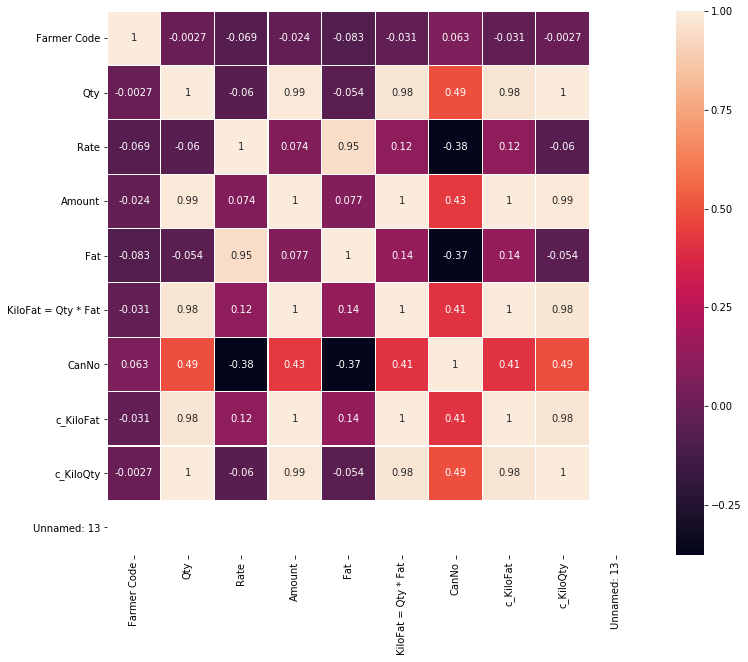 Farmer Code 1 -0.0027 -0.069 -0.024 -0.083 -0.031 0.063 -0.031 -0.0027
Qty -0.0027 1 -0.06 0.99 -0.054 0.98 0.49 0.98 1
Rate -0.069 -0.06 1 0.074 0.95 0.12 -0.38 0.12 -0.06
Amount -0.024 0.99 0.074 1 0.077 1 0.43 1 0.99
Fat -0.083 -0.054 0.95 0.077 1 0.14 -0.37 0.14 -0.054
KiloFat = Qty * Fat -0.031 0.98 0.12 1 0.14 1 0.41 1 0.98
CanNo 0.063 0.49 -0.38 0.43 -0.37 0.41 1 0.41 0.49
c_KiloFat -0.031 0.98 0.12 1 0.14 1 0.41 1 0.98
c_KiloQty -0.0027 1 -0.06 0.99 -0.054 0.98 0.49 0.98 1
Unnamed: 13
Farmer Code
Qty
Rate
Amount
Fat
KiloFat = Qty * Fat
CanNo
c_KiloFat
c_KiloQty
Unnamed: 13
1.00
0.75
0.50
0.25
0.00
−0.25